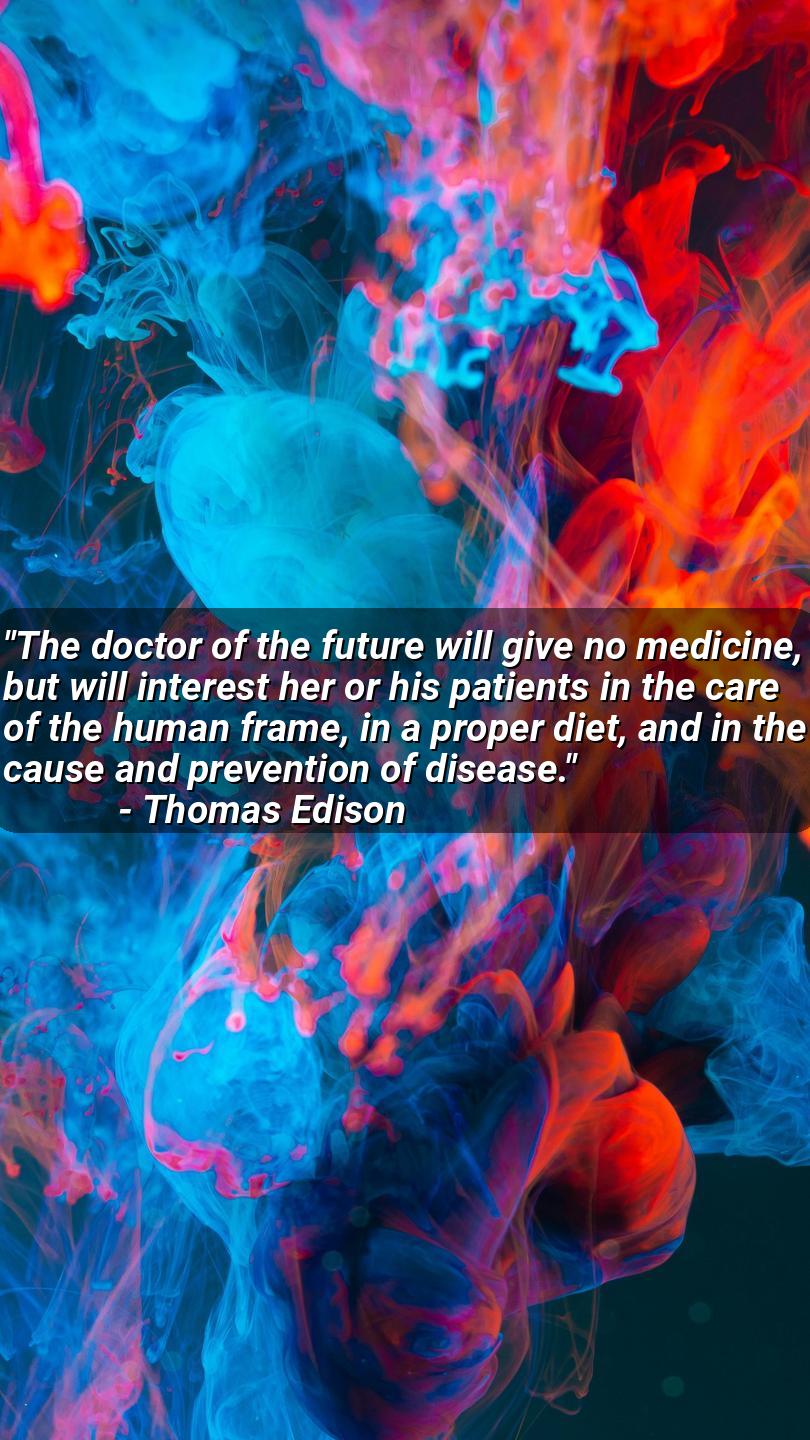 "The doctor of the future will give no medicine,
but will interest her or his patients in the care
of the human frame, in a proper diet, and in the
cause and prevention of disease."
- Thomas Edison